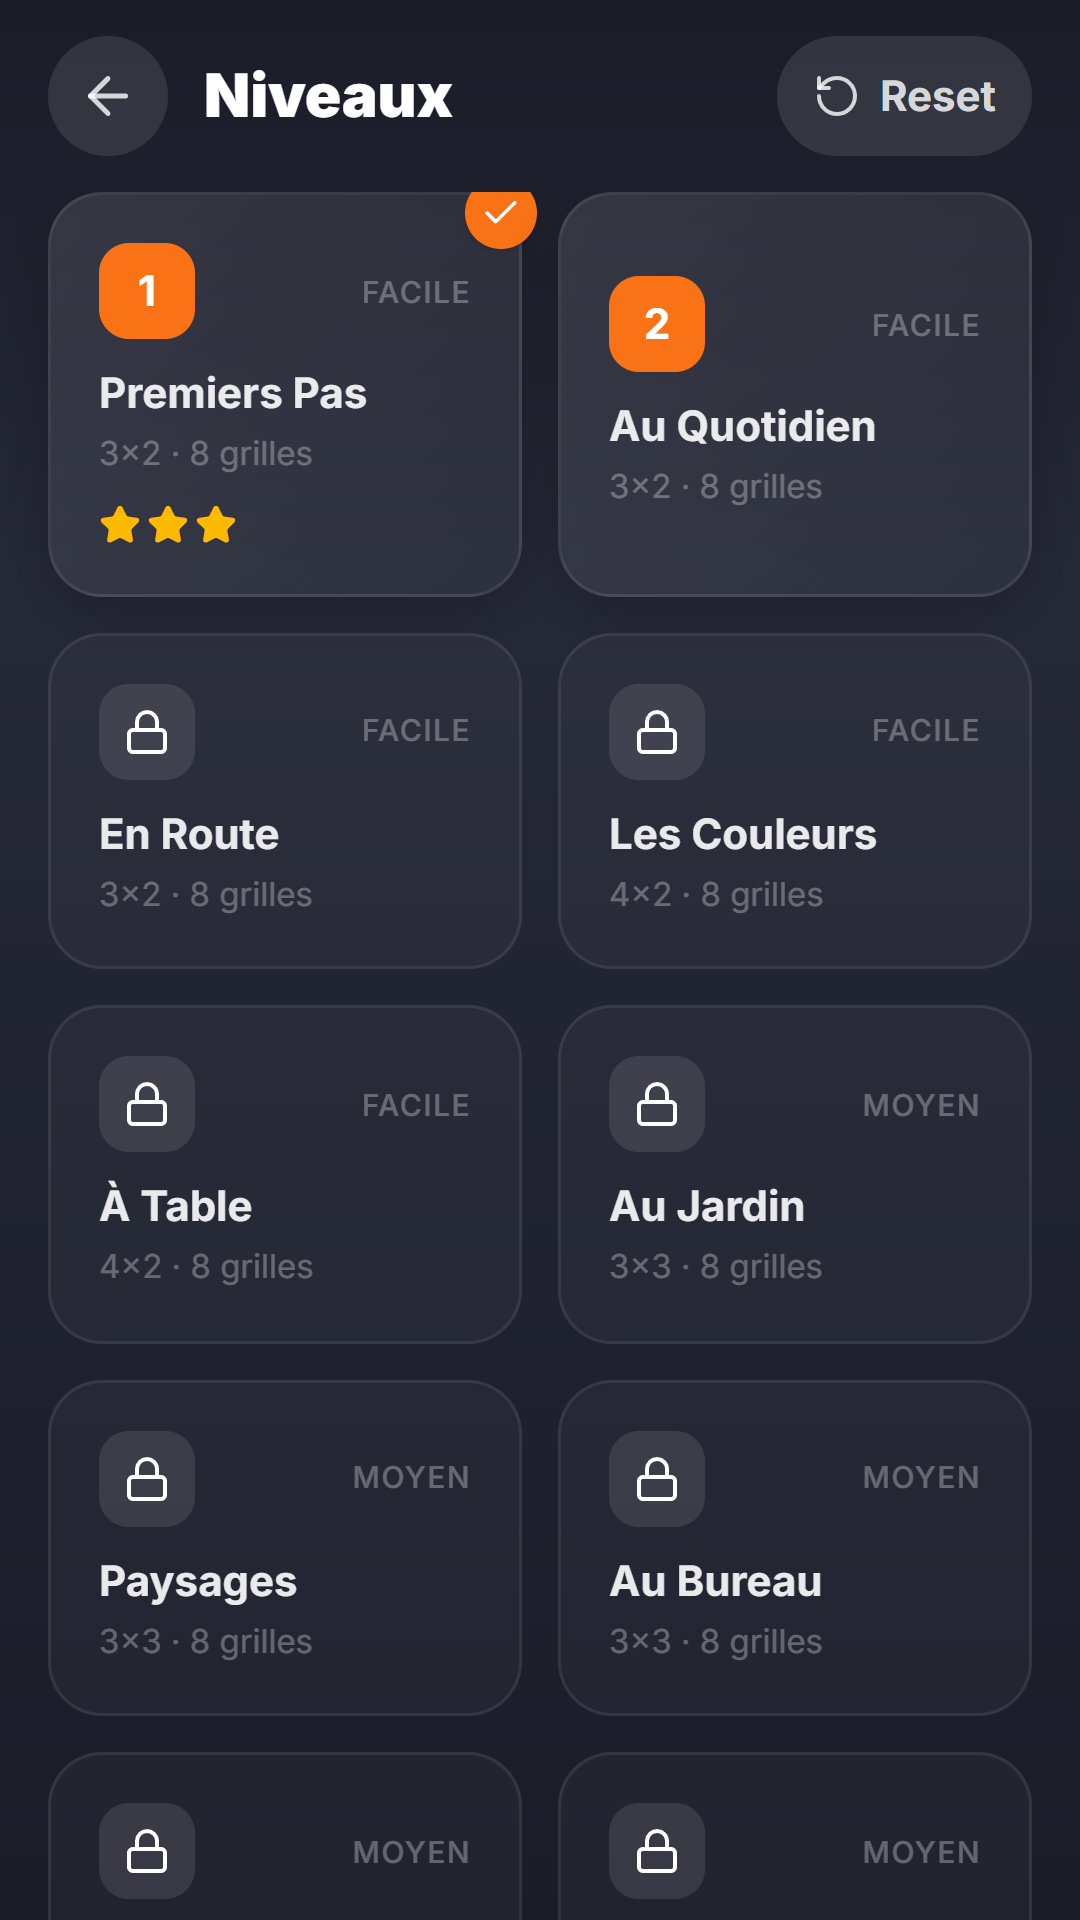 Niveaux
Reset
1
FACILE
Premiers Pas
3×2 · 8 grilles
2
FACILE
Au Quotidien
3×2 · 8 grilles
FACILE
En Route
3×2 · 8 grilles
FACILE
Les Couleurs
4×2 · 8 grilles
FACILE
À Table
4×2 · 8 grilles
MOYEN
Au Jardin
3×3 · 8 grilles
MOYEN
Paysages
3×3 · 8 grilles
MOYEN
Au Bureau
3×3 · 8 grilles
MOYEN
MOYEN